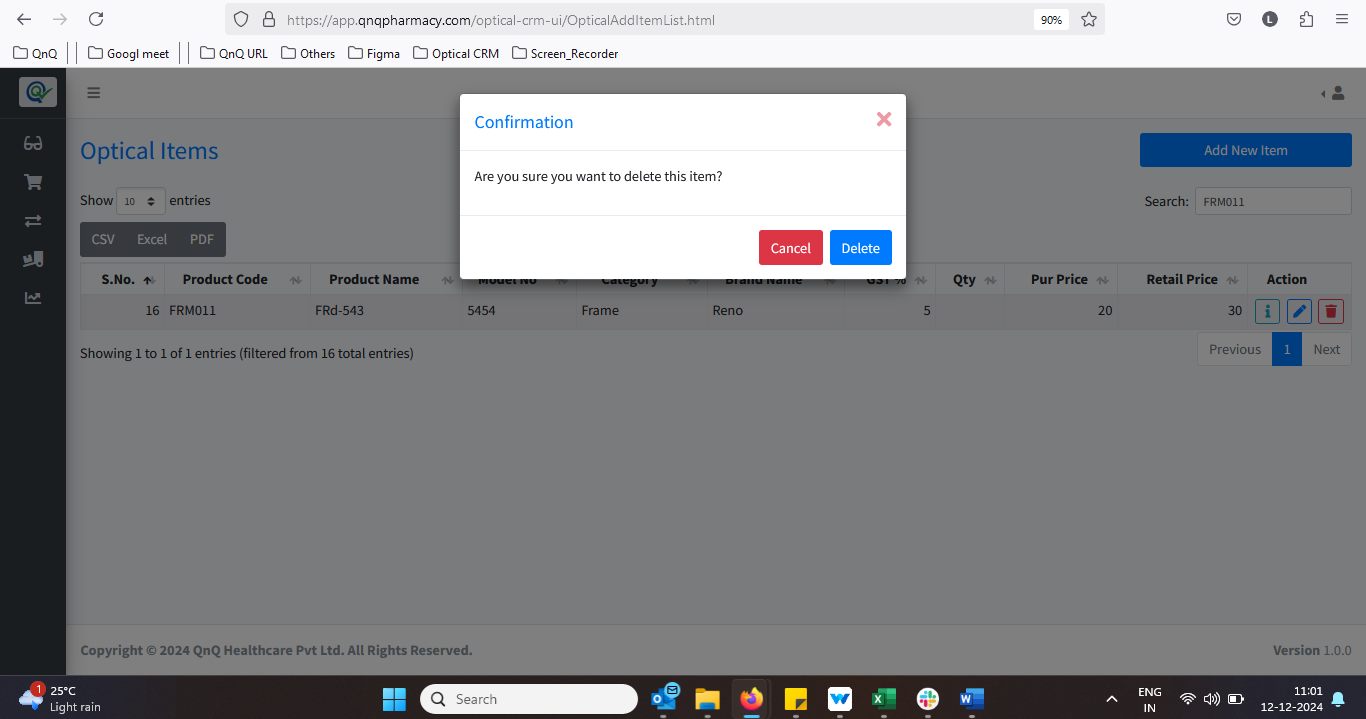 https://app.qnqpharmacy.com/optical-crm-ui/OpticalAddItemList.html
90%
L
QnQ
Googl meet
QnQ URL
Others
Figma
Optical CRM
Screen_Recorder
Confirmation
Are you sure you want to delete this item?
Cancel
Delete
Optical Items
Add New Item
Show 10 entries
Search: FRM011
CSV Excel PDF
S.No. Product Code Product Name Model No Category Brand Name GST % Qty Pur Price Retail Price Action
16 FRM011 FRd-543 5454 Frame Reno 5 20 30
Showing 1 to 1 of 1 entries (filtered from 16 total entries)
Previous 1 Next
Copyright © 2024 QnQ Healthcare Pvt Ltd. All Rights Reserved.
Version 1.0.0
1
25°C
Light rain
Search
ENG
IN
11:01
12-12-2024